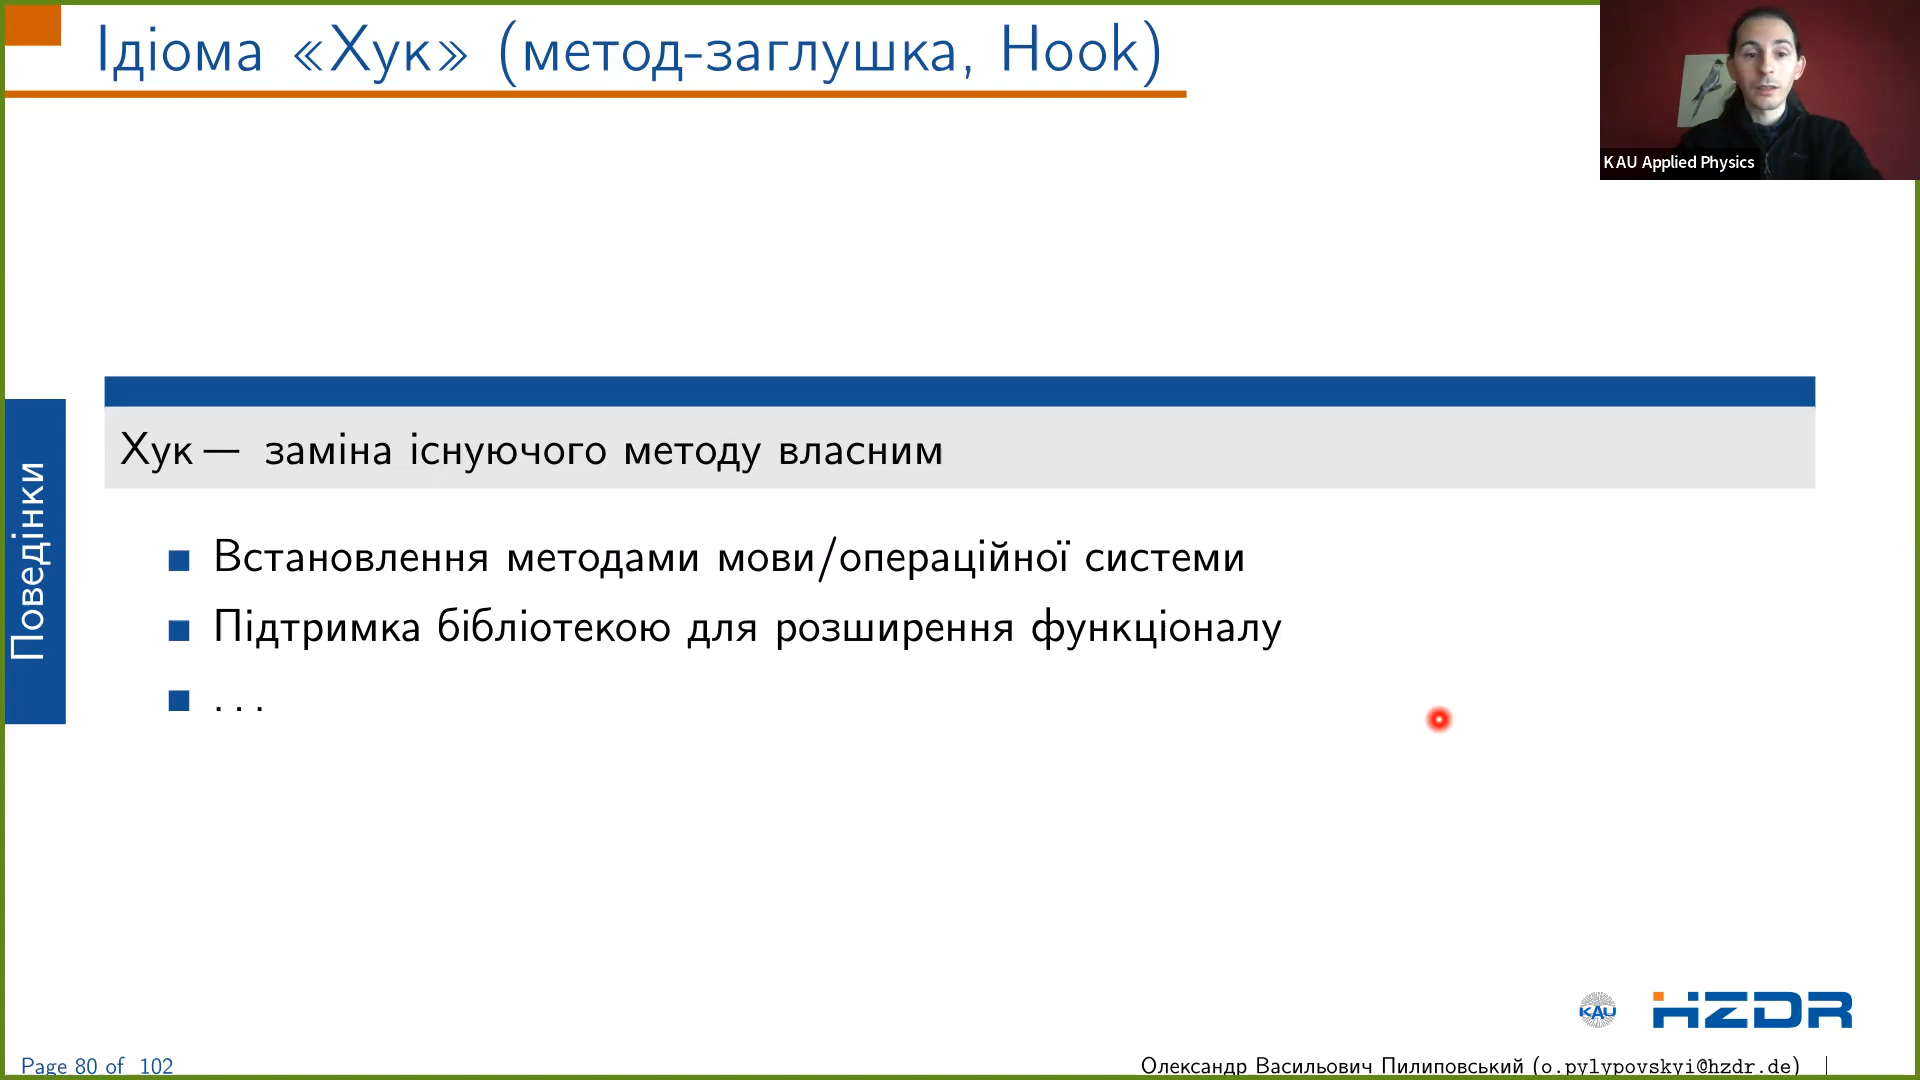 Ідіома «Хук» (метод-заглушка, Hook)
KAU Applied Physics
Хук — заміна існуючого методу власним
Поведінки
Встановлення методами мови/операційної системи
Підтримка бібліотекою для розширення функціоналу
...
KAU
HZDR
Page 80 of 102
Олександр Васильович Пилиповський (o.pylypovskyi@hzdr.de)